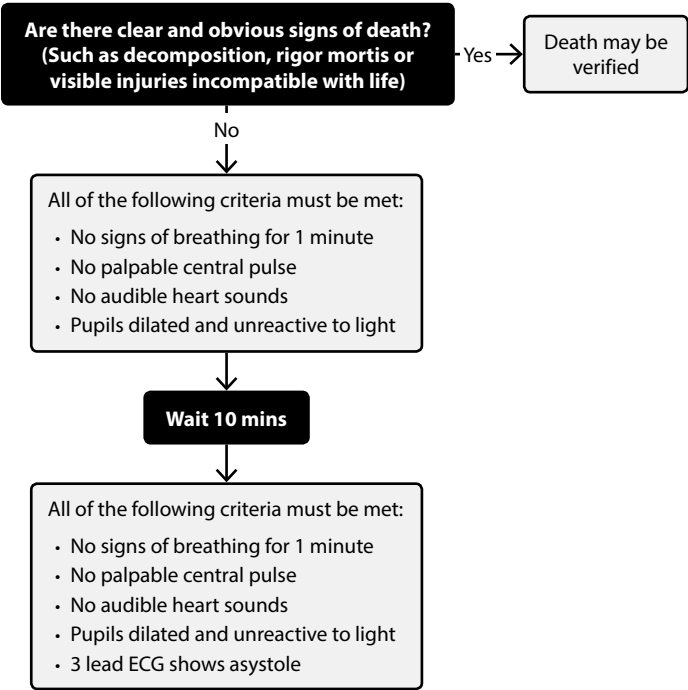 Are there clear and obvious signs of death?
(Such as decomposition, rigor mortis or
visible injuries incompatible with life)
Yes
Death may be
verified
No
All of the following criteria must be met:
• No signs of breathing for 1 minute
• No palpable central pulse
• No audible heart sounds
• Pupils dilated and unreactive to light
Wait 10 mins
All of the following criteria must be met:
• No signs of breathing for 1 minute
• No palpable central pulse
• No audible heart sounds
• Pupils dilated and unreactive to light
• 3 lead ECG shows asystole